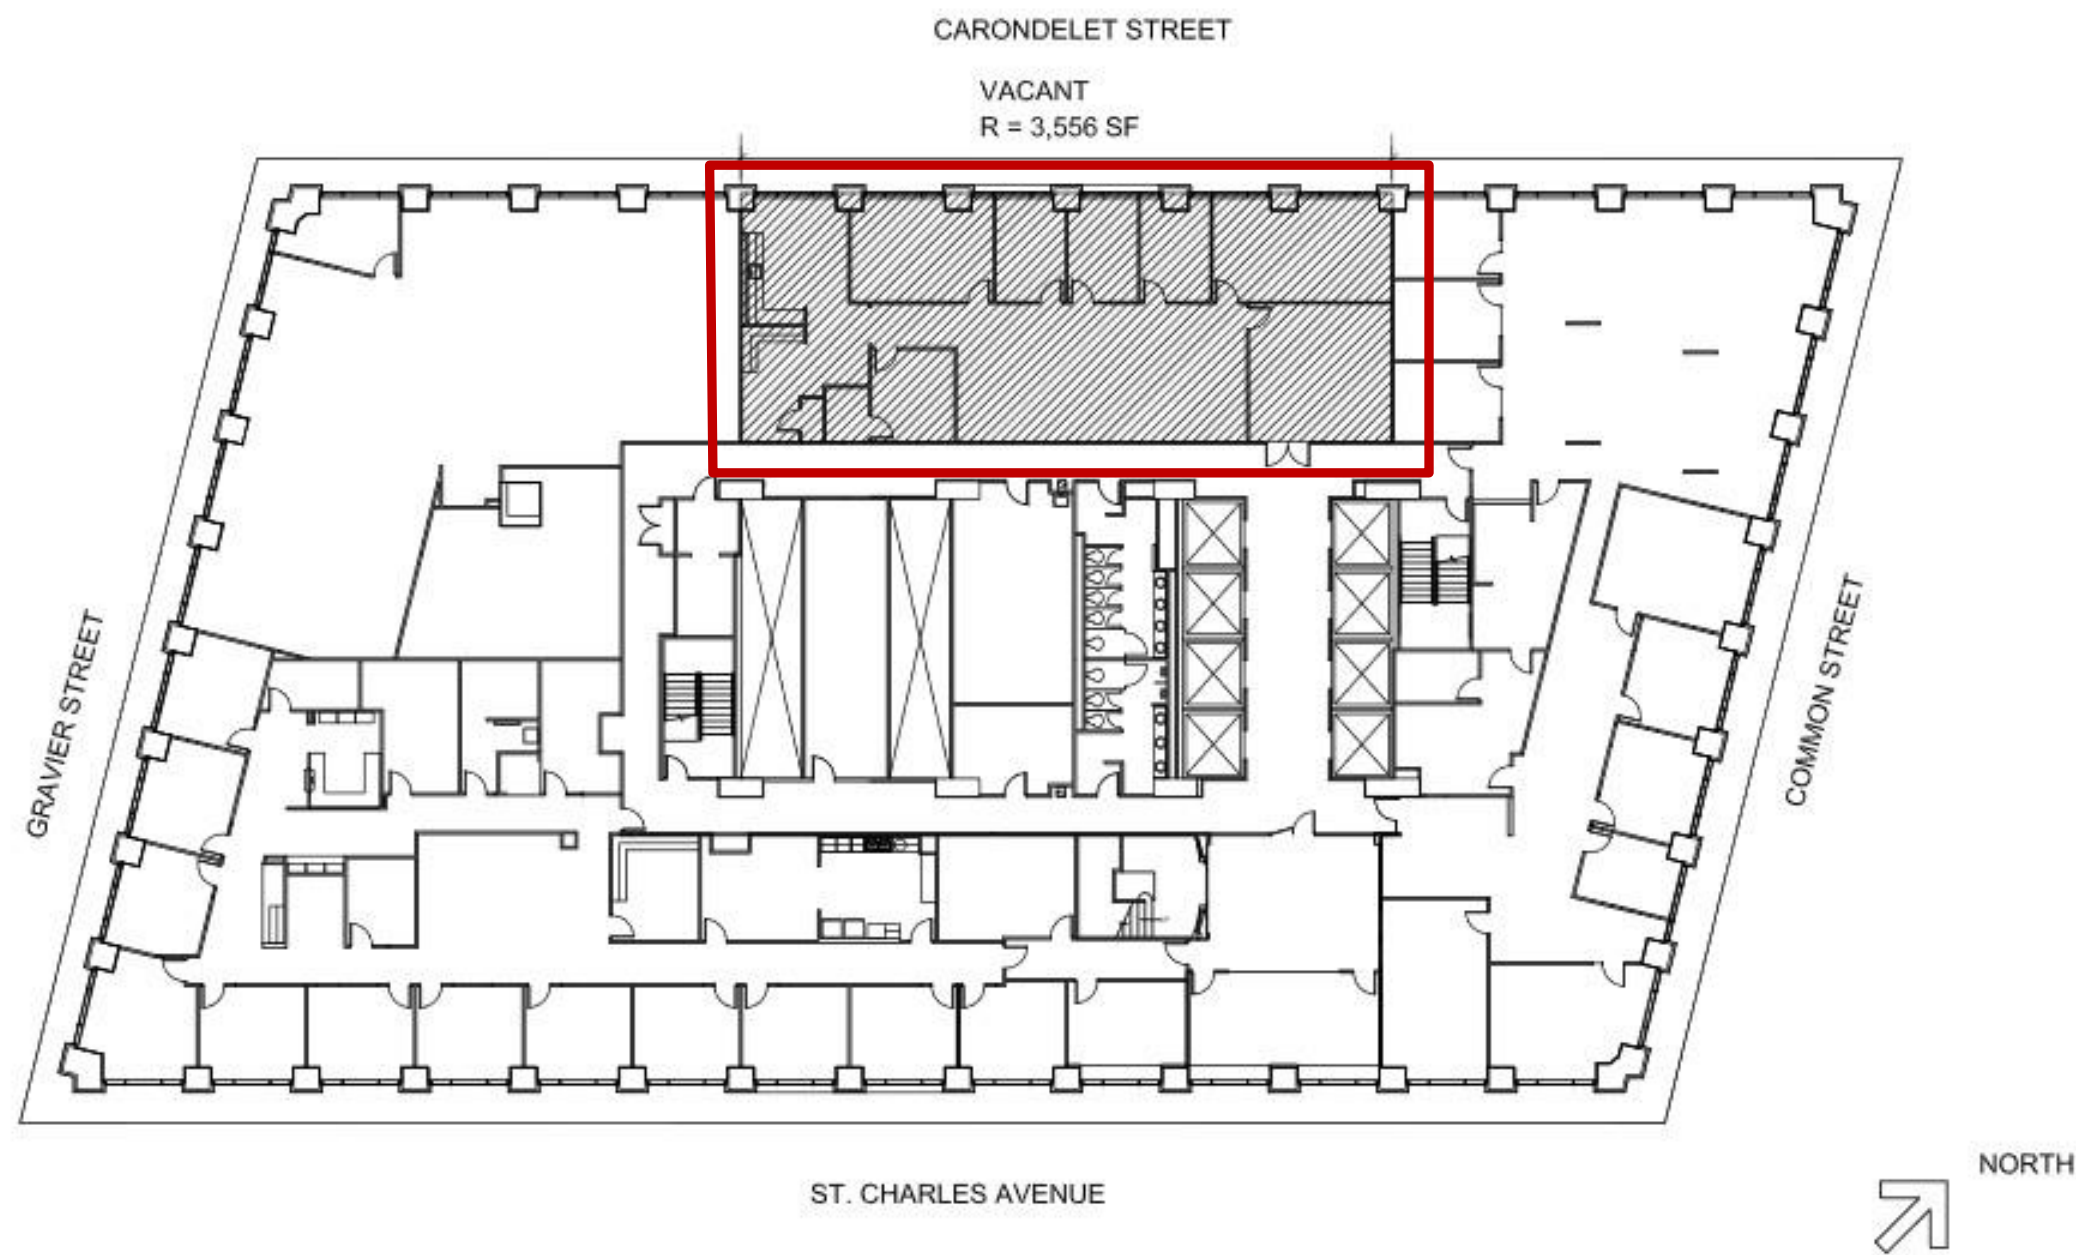 CARONDELET STREET
VACANT
R = 3,556 SF
GRAVIER STREET
COMMON STREET
ST. CHARLES AVENUE
NORTH